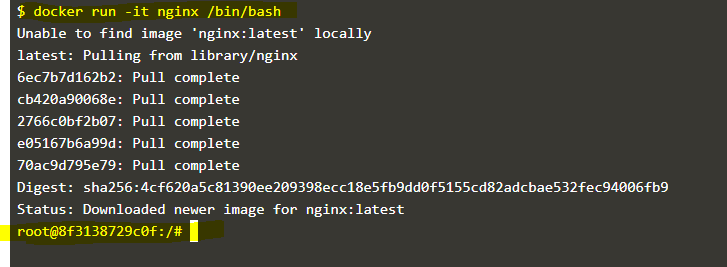 $ docker run -it nginx /bin/bash
Unable to find image 'nginx:latest' locally
latest: Pulling from library/nginx
6ec7b7d162b2: Pull complete
cb420a90068e: Pull complete
2766c0bf2b07: Pull complete
e05167b6a99d: Pull complete
70ac9d795e79: Pull complete
Digest: sha256:4cf620a5c81390ee209398ecc18e5fb9dd0f5155cd82adcbae532fec94006fb9
Status: Downloaded newer image for nginx:latest
root@8f3138729c0f:/#